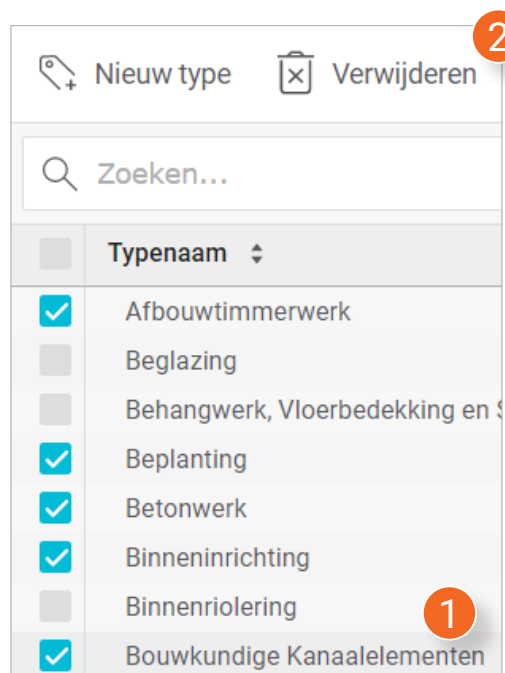 2
Nieuw type Verwijderen
Zoeken...
Typenaam
Afbouwtimmerwerk
Beglazing
Behangwerk, Vloerbedekking en
Beplanting
Betonwerk
Binneninrichting
Binnenriolering
1
Bouwkundige Kanaalelementen